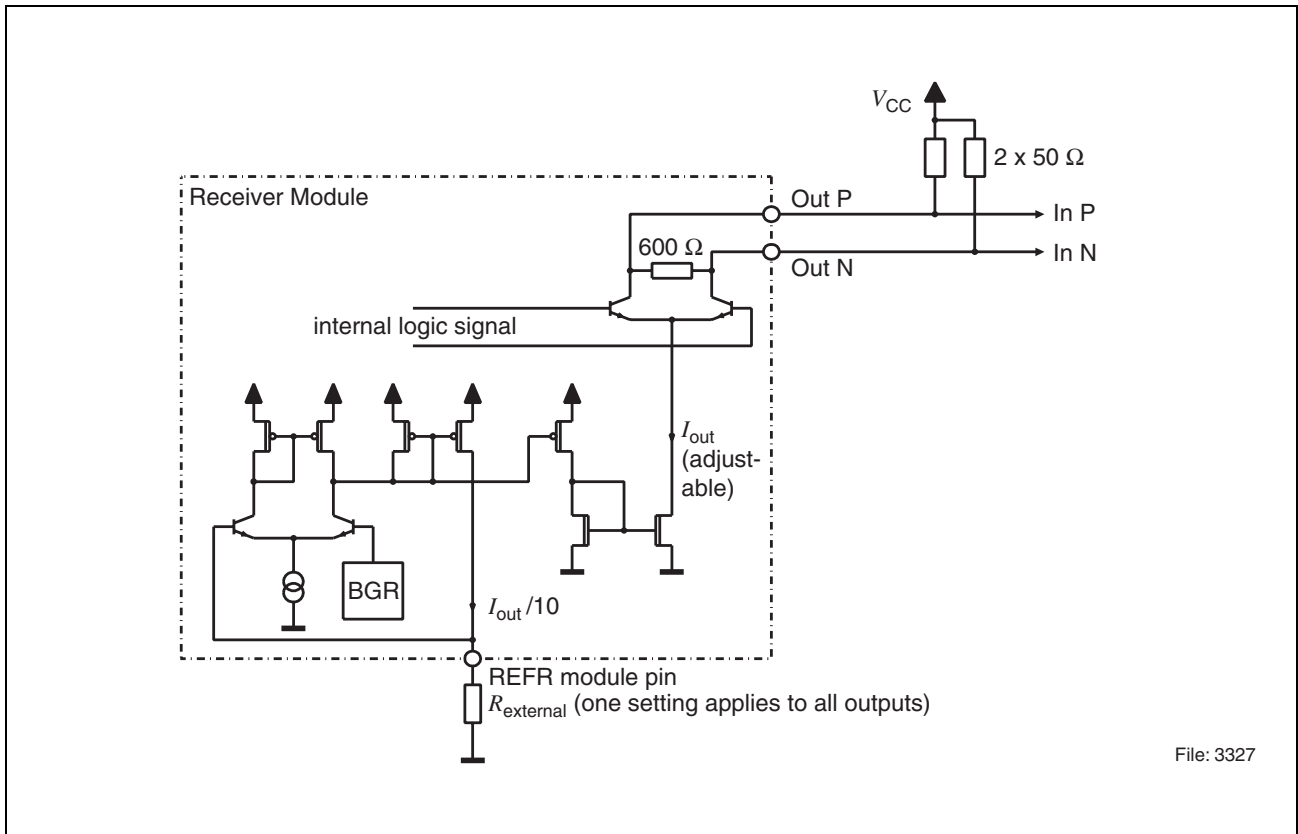 V_CC
2 x 50 Ω
Receiver Module
Out P
In P
600 Ω
In N
Out N
internal logic signal
I_out
(adjust-
able)
BGR
I_out /10
REFR module pin
R_external (one setting applies to all outputs)
File: 3327